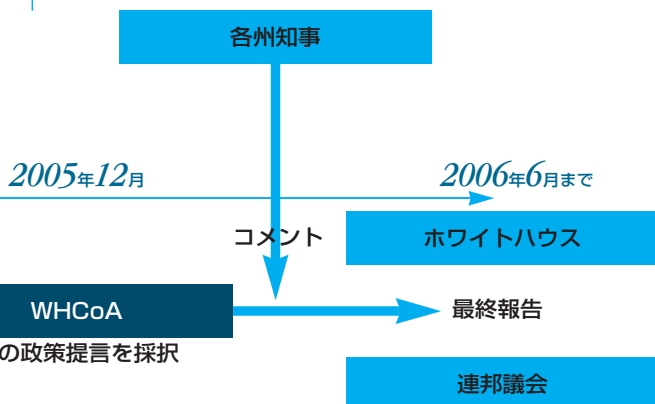 各州知事
2005年12月
2006年6月まで
コメント
ホワイトハウス
WHCoA
最終報告
の政策提言を採択
連邦議会